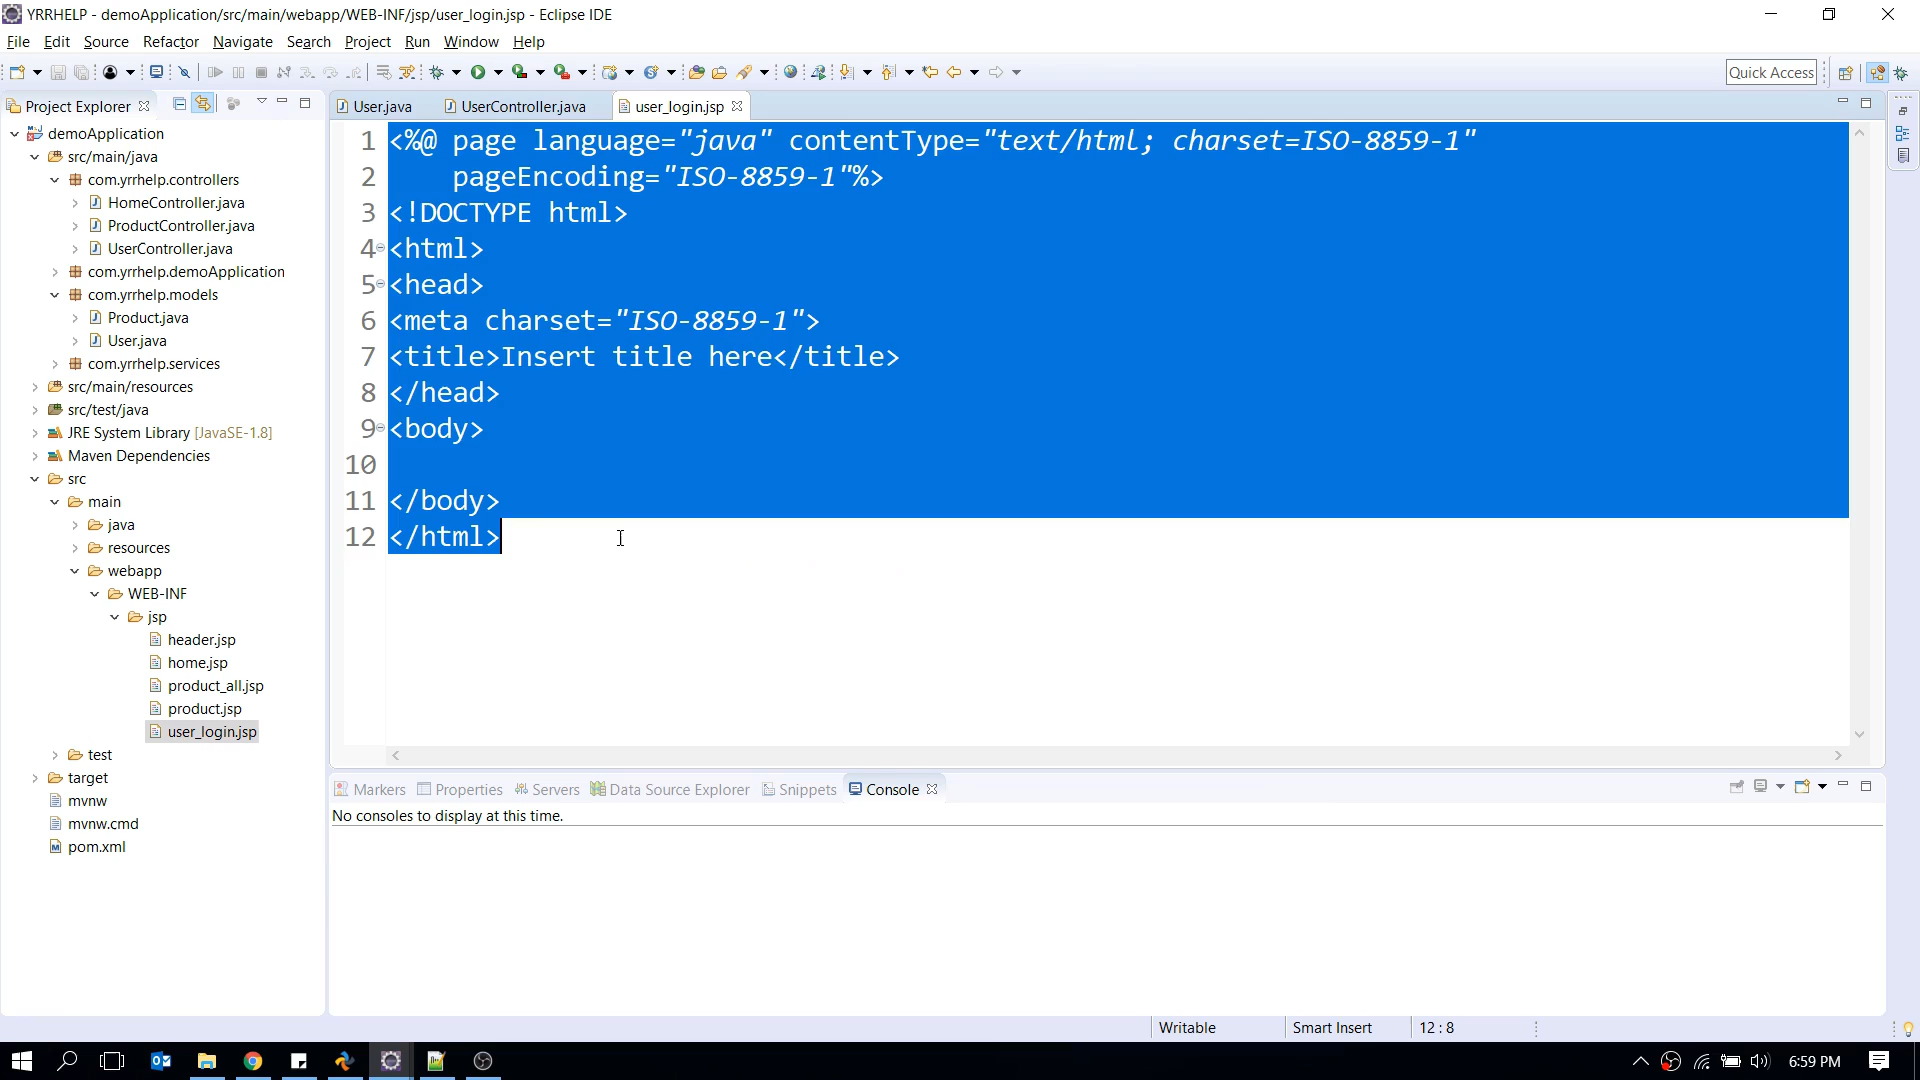 YRRHELP - demoApplication/src/main/webapp/WEB-INF/jsp/user_login.jsp - Eclipse IDE
File Edit Source Refactor Navigate Search Project Run Window Help
Quick Access
Project Explorer
demoApplication
src/main/java
com.yrrhelp.controllers
HomeController.java
ProductController.java
UserController.java
com.yrrhelp.demoApplication
com.yrrhelp.models
Product.java
User.java
com.yrrhelp.services
src/main/resources
src/test/java
JRE System Library [JavaSE-1.8]
Maven Dependencies
src
main
java
resources
webapp
WEB-INF
jsp
header.jsp
home.jsp
product_all.jsp
product.jsp
user_login.jsp
test
target
mvnw
mvnw.cmd
pom.xml
User.java UserController.java user_login.jsp
1 <%@ page language="java" contentType="text/html; charset=ISO-8859-1"
2 pageEncoding="ISO-8859-1"%>
3 <!DOCTYPE html>
4 <html>
5 <head>
6 <meta charset="ISO-8859-1">
7 <title>Insert title here</title>
8 </head>
9 <body>
10
11 </body>
12 </html>
Markers Properties Servers Data Source Explorer Snippets Console
No consoles to display at this time.
Writable Smart Insert 12 : 8
6:59 PM